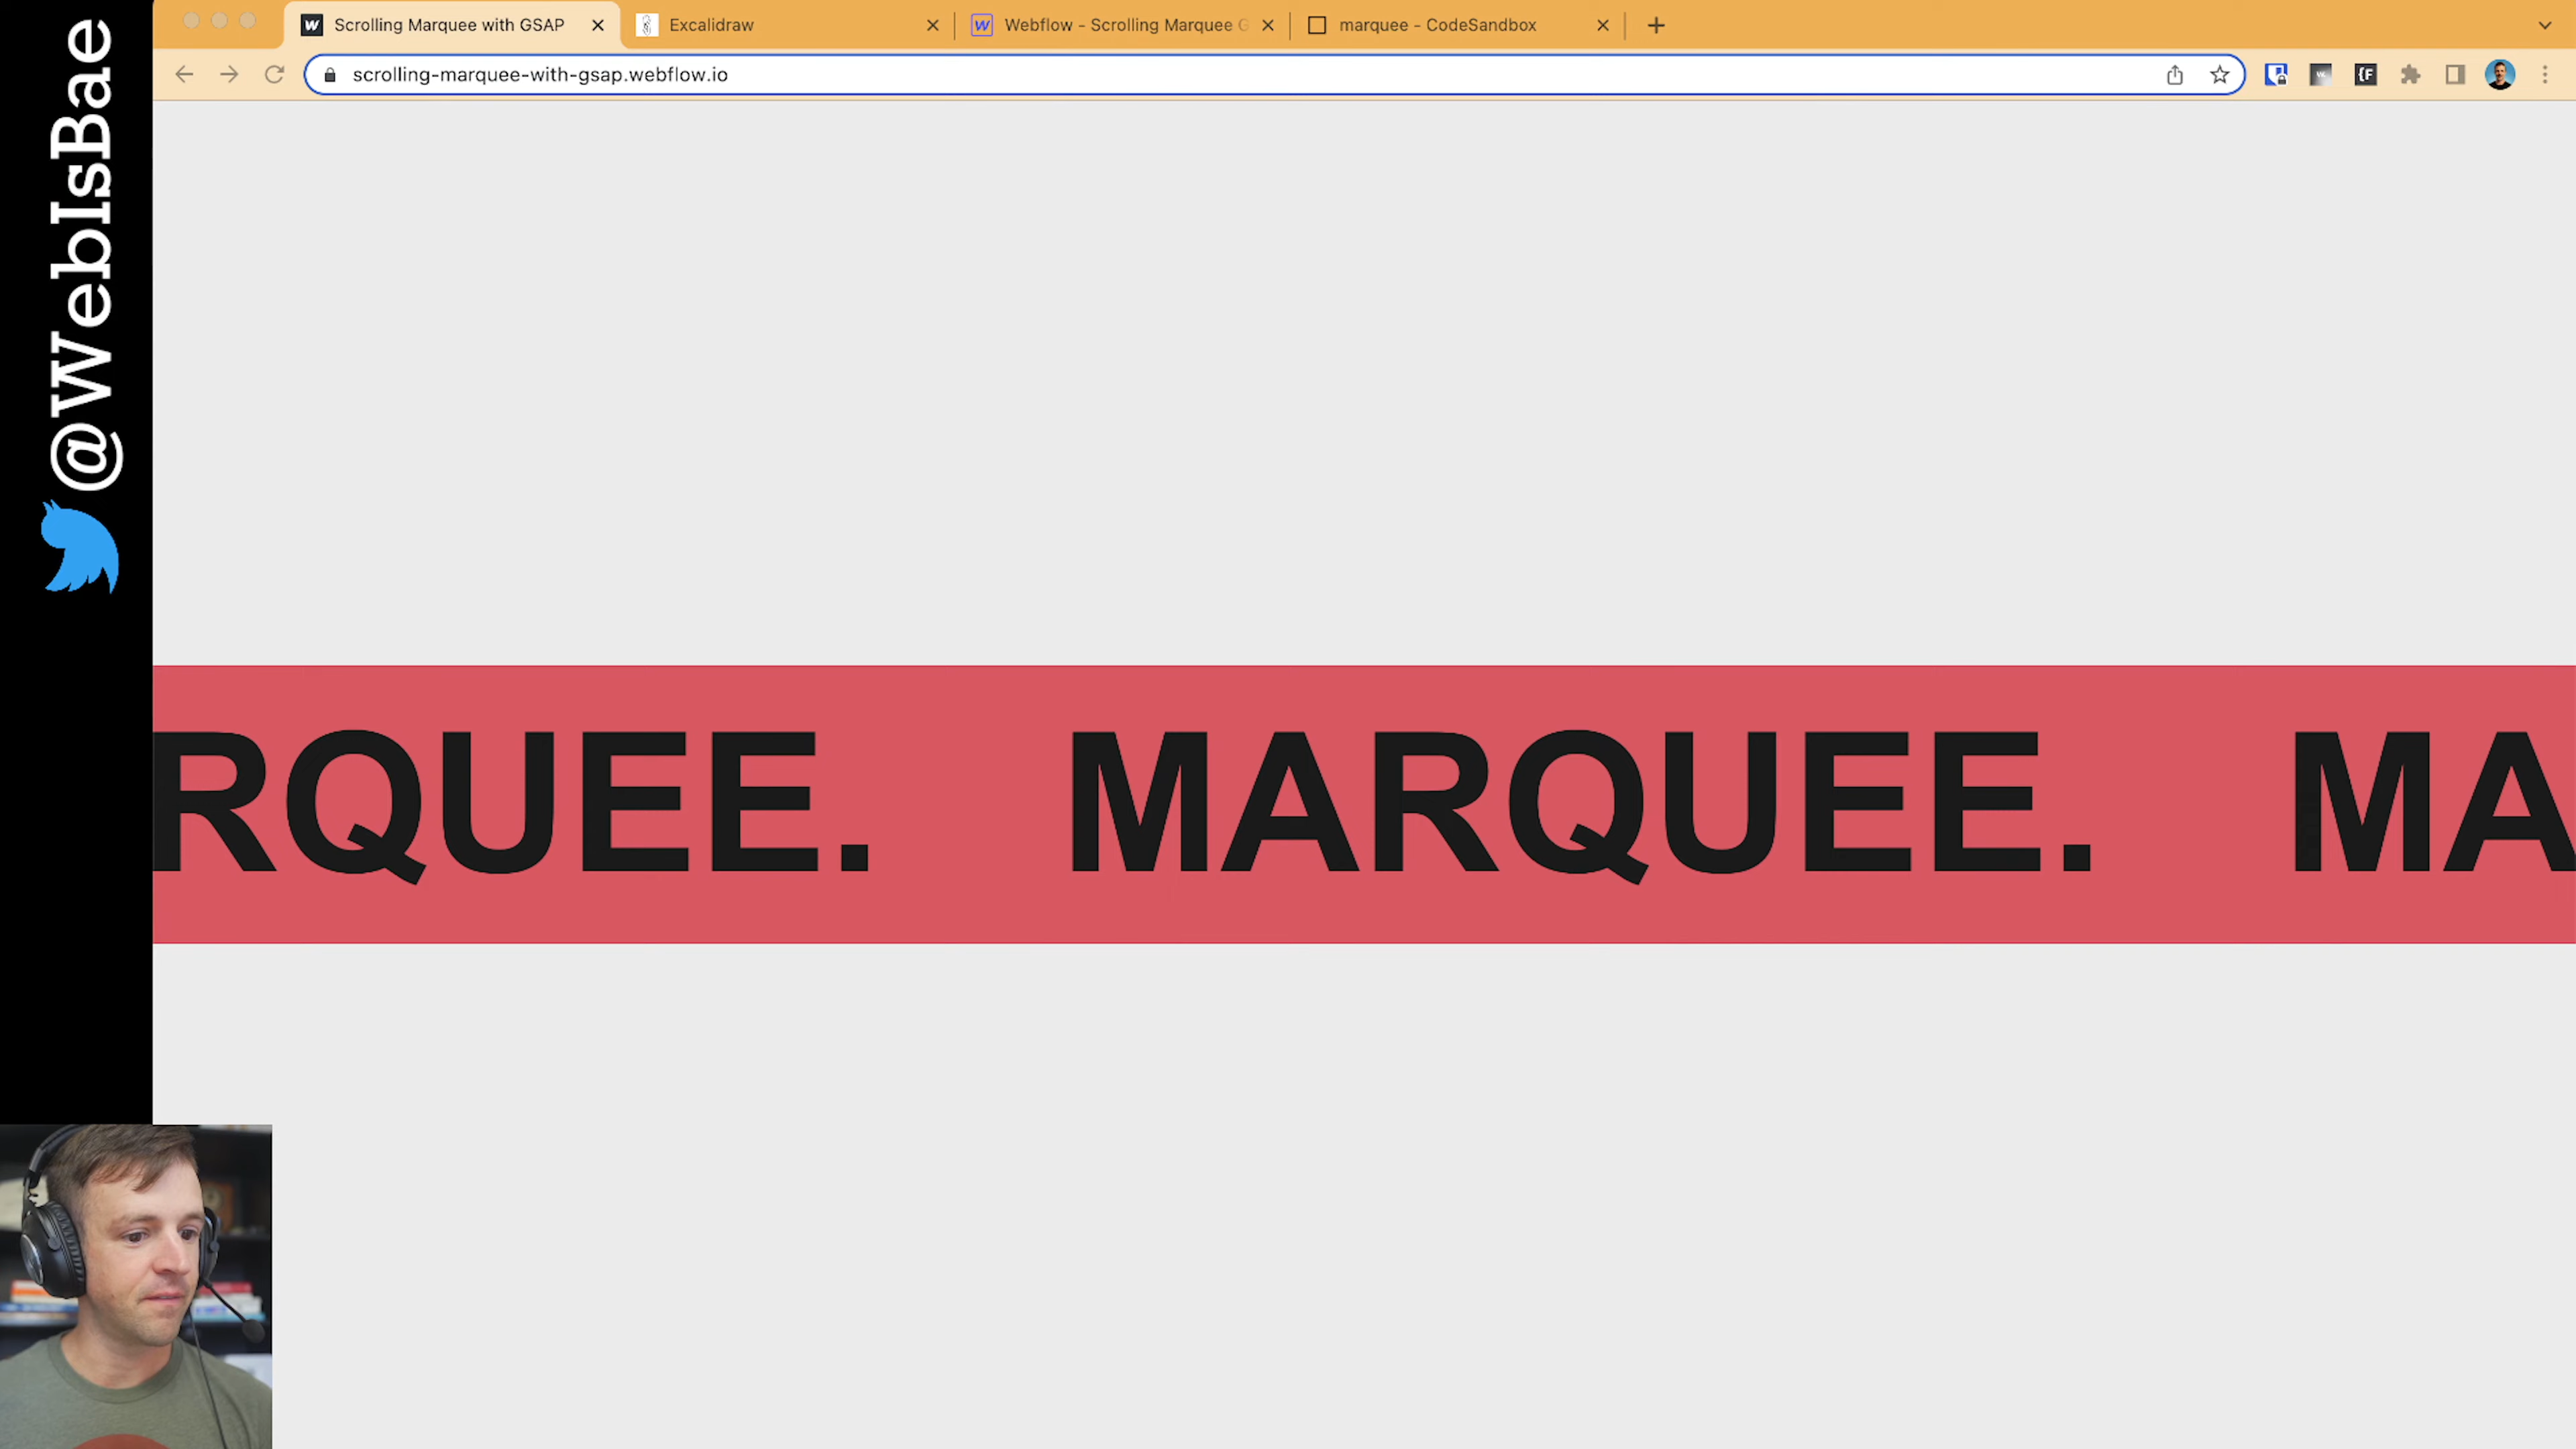 @WebIsBae
Scrolling Marquee with GSAP
Excalidraw
Webflow - Scrolling Marquee G
marquee - CodeSandbox
scrolling-marquee-with-gsap.webflow.io
RQUEE. MARQUEE. MA